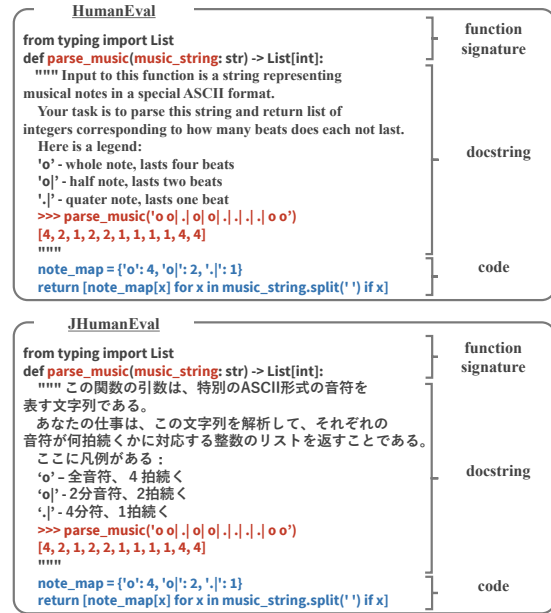 HumanEval
from typing import List
def parse_music(music_string: str) -> List[int]:
function
signature
""" Input to this function is a string representing
musical notes in a special ASCII format.
Your task is to parse this string and return list of
integers corresponding to how many beats does each not last.
Here is a legend:
'o' - whole note, lasts four beats
'o|' - half note, lasts two beats
'.|' - quater note, lasts one beat
>>> parse_music('o o| .| o| o| .| .| .| .| o o')
[4, 2, 1, 2, 2, 1, 1, 1, 1, 4, 4]
"""
docstring
note_map = {'o': 4, 'o|': 2, '.|': 1}
return [note_map[x] for x in music_string.split(' ') if x]
code
JHumanEval
from typing import List
def parse_music(music_string: str) -> List[int]:
function
signature
""" この関数の引数は、特別のASCII形式の音符を
表す文字列である。
あなたの仕事は、この文字列を解析して、それぞれの
音符が何拍続くかに対応する整数のリストを返すことである。
ここに凡例がある：
‘o’ – 全音符、４拍続く
‘o|’ - 2分音符、2拍続く
‘.|’ - 4分符、1拍続く
>>> parse_music('o o| .| o| o| .| .| .| .| o o')
[4, 2, 1, 2, 2, 1, 1, 1, 1, 4, 4]
"""
docstring
note_map = {'o': 4, 'o|': 2, '.|': 1}
return [note_map[x] for x in music_string.split(' ') if x]
code